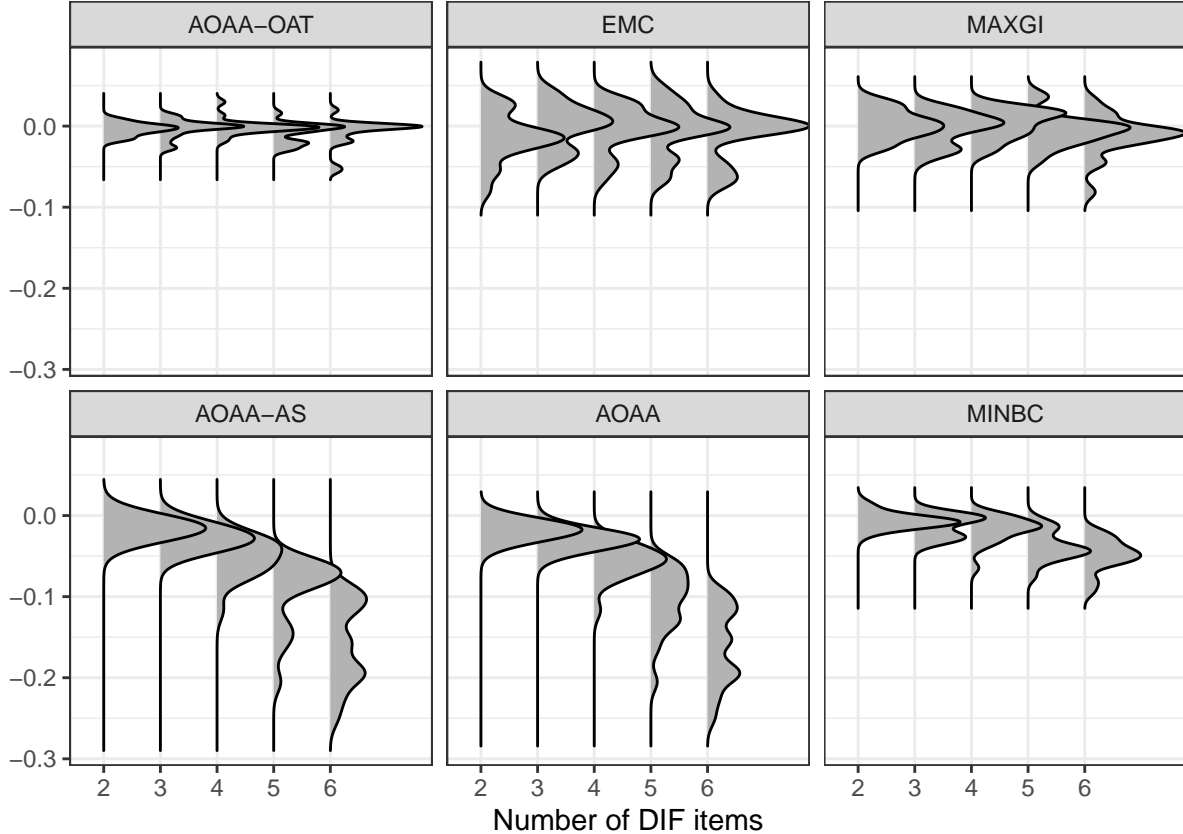 AOAA−OAT EMC MAXGI
0.0
−0.1
−0.2
−0.3
AOAA−AS AOAA MINBC
0.0
−0.1
−0.2
−0.3
2 3 4 5 6 2 3 4 5 6 2 3 4 5 6
Number of DIF items